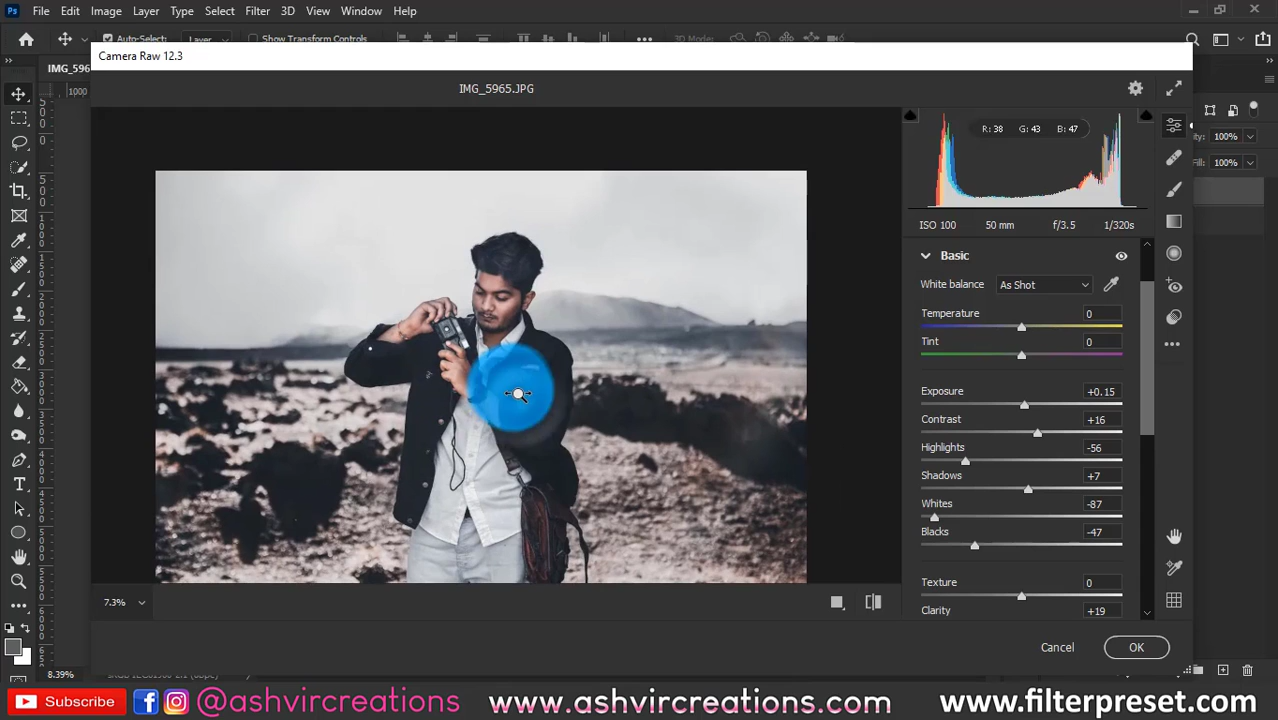 Ps File Edit Image Layer Type Select Filter 3D View Window Help
Auto-Select: Layer Show Transform Controls 3D Mode:
Camera Raw 12.3
IMG_596
IMG_5965.JPG
R: 38 G: 43 B: 47
ISO 100 50 mm f/3.5 1/320s
100%
Fill: 100%
Basic
White balance As Shot
Temperature 0
Tint 0
Exposure +0.15
Contrast +16
Highlights -56
Shadows +7
Whites -87
Blacks -47
Texture 0
Clarity +19
7.3%
Cancel OK
8.39%
Subscribe @ashvircreations www.ashvircreations.com www.filterpreset.com